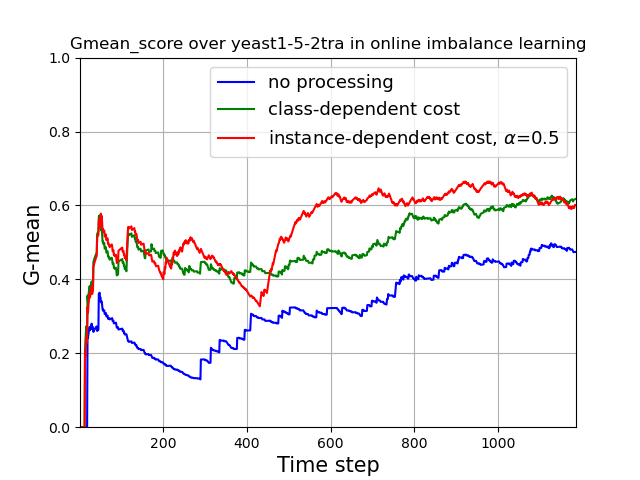 Gmean_score over yeast1-5-2tra in online imbalance learning
no processing
class-dependent cost
instance-dependent cost, α=0.5
G-mean
1.0
0.8
0.6
0.4
0.2
0.0
200 400 600 800 1000
Time step